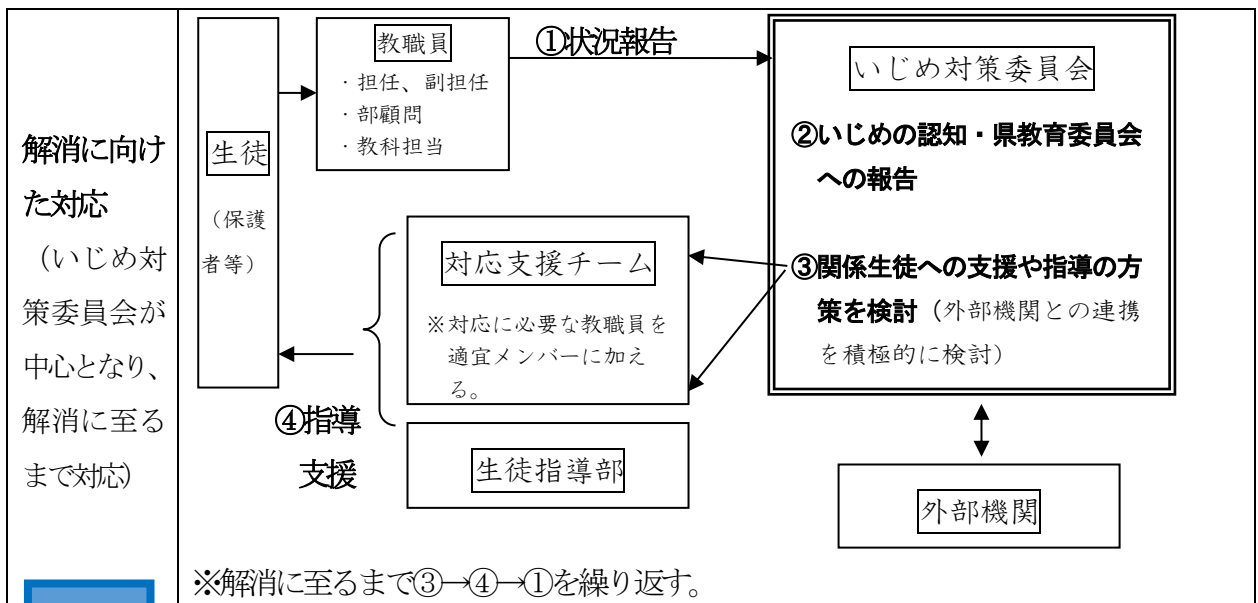 解消に向け
た対応
（いじめ対
策委員会が
中心となり、
解消に至る
まで対応）
生徒
（保護
者等）
教職員
・担任、副担任
・部顧問
・教科担当
①状況報告
いじめ対策委員会
②いじめの認知・県教育委員会
への報告
③関係生徒への支援や指導の方
策を検討（外部機関との連携
を積極的に検討）
対応支援チーム
※対応に必要な教職員を
適宜メンバーに加え
る。
④指導
支援
生徒指導部
外部機関
※解消に至るまで③→④→①を繰り返す。